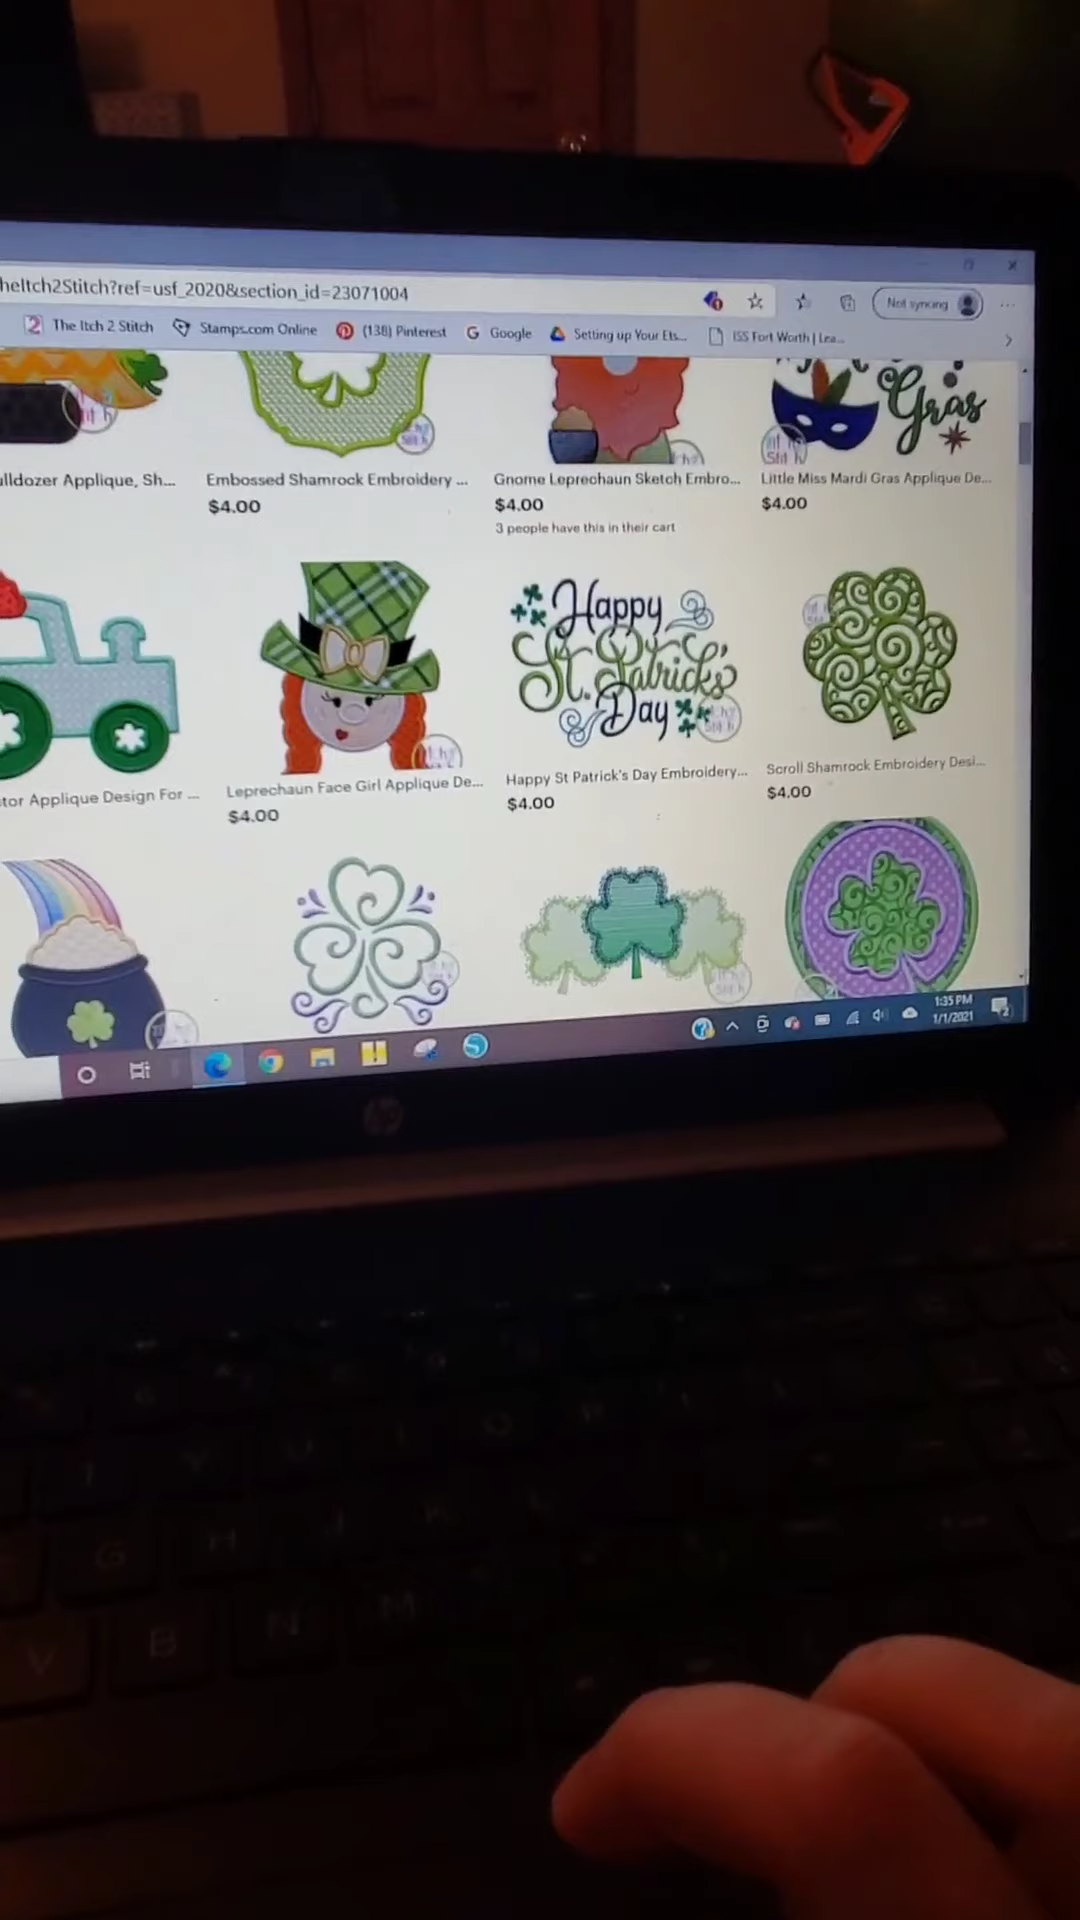 heItch2Stitch?ref=usf_2020&section_id=23071004
Not syncing
The Itch 2 Stitch Stamps.com Online (138) Pinterest Google Setting up Your Ets... ISS Fort Worth | Lea...
Gras
lldozer Applique, Sh... Embossed Shamrock Embroidery ... Gnome Leprechaun Sketch Embro... Little Miss Mardi Gras Applique De...
$4.00 $4.00 $4.00
3 people have this in their cart
Happy
St. Patrick's
Day
tor Applique Design For ... Leprechaun Face Girl Applique De... Happy St Patrick's Day Embroidery... Scroll Shamrock Embroidery Desi...
$4.00 $4.00 $4.00
1:35 PM
1/1/2021
hp
G H
V B N M